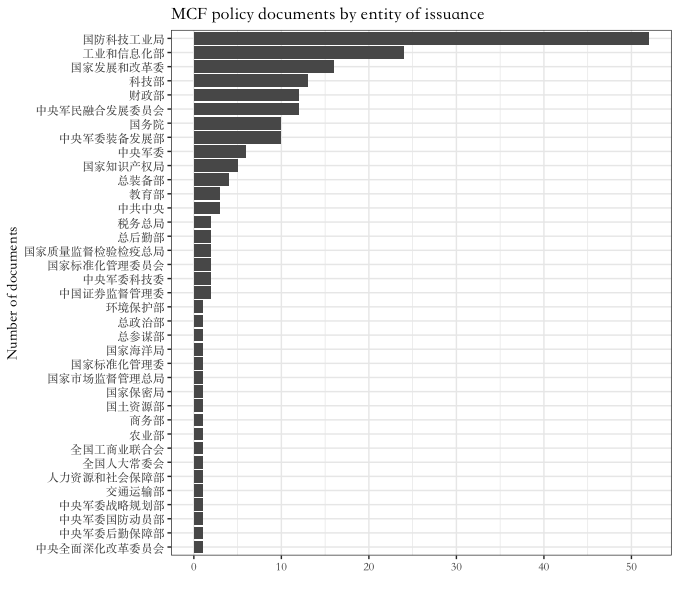 MCF policy documents by entity of issuance
Number of documents
国防科技工业局
工业和信息化部
国家发展和改革委
科技部
财政部
中央军民融合发展委员会
国务院
中央军委装备发展部
中央军委
国家知识产权局
总装备部
教育部
中共中央
税务总局
总后勤部
国家质量监督检验检疫总局
国家标准化管理委员会
中央军委科技委
中国证券监督管理委
环境保护部
总政治部
总参谋部
国家海洋局
国家标准化管理委
国家市场监督管理总局
国家保密局
国土资源部
商务部
农业部
全国工商业联合会
全国人大常委会
人力资源和社会保障部
交通运输部
中央军委战略规划部
中央军委国防动员部
中央军委后勤保障部
中央全面深化改革委员会
0 10 20 30 40 50